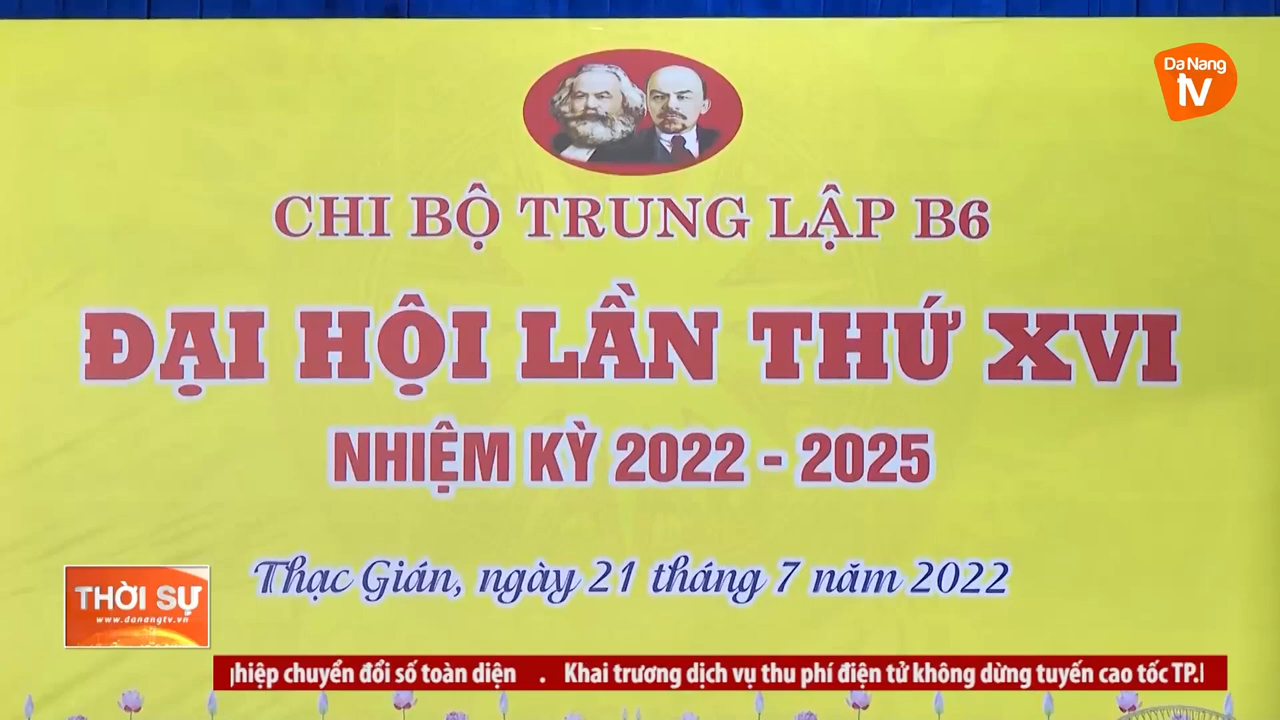 Da Nang
tv
CHI BỘ TRUNG LẬP B6
ĐẠI HỘI LẦN THỨ XVI
NHIỆM KỲ 2022 - 2025
Thạc Gián, ngày 21 tháng 7 năm 2022
THỜI SỰ
www.danangtv.vn
chuyển đổi số toàn diện . Khai trương dịch vụ thu phí điện tử không dừng tuyến cao tốc